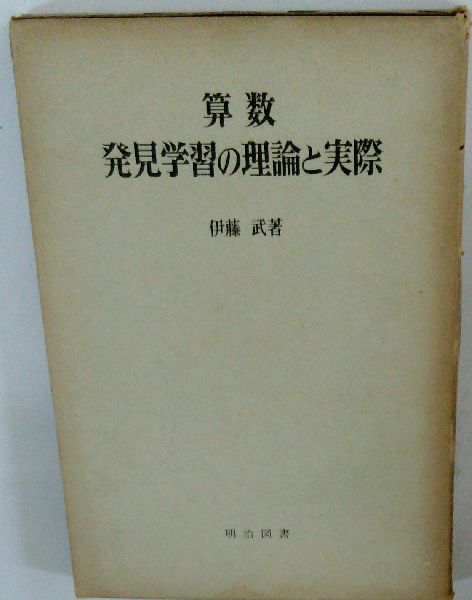 算数
発見学習の理論と実際
伊藤 武著
明治図書